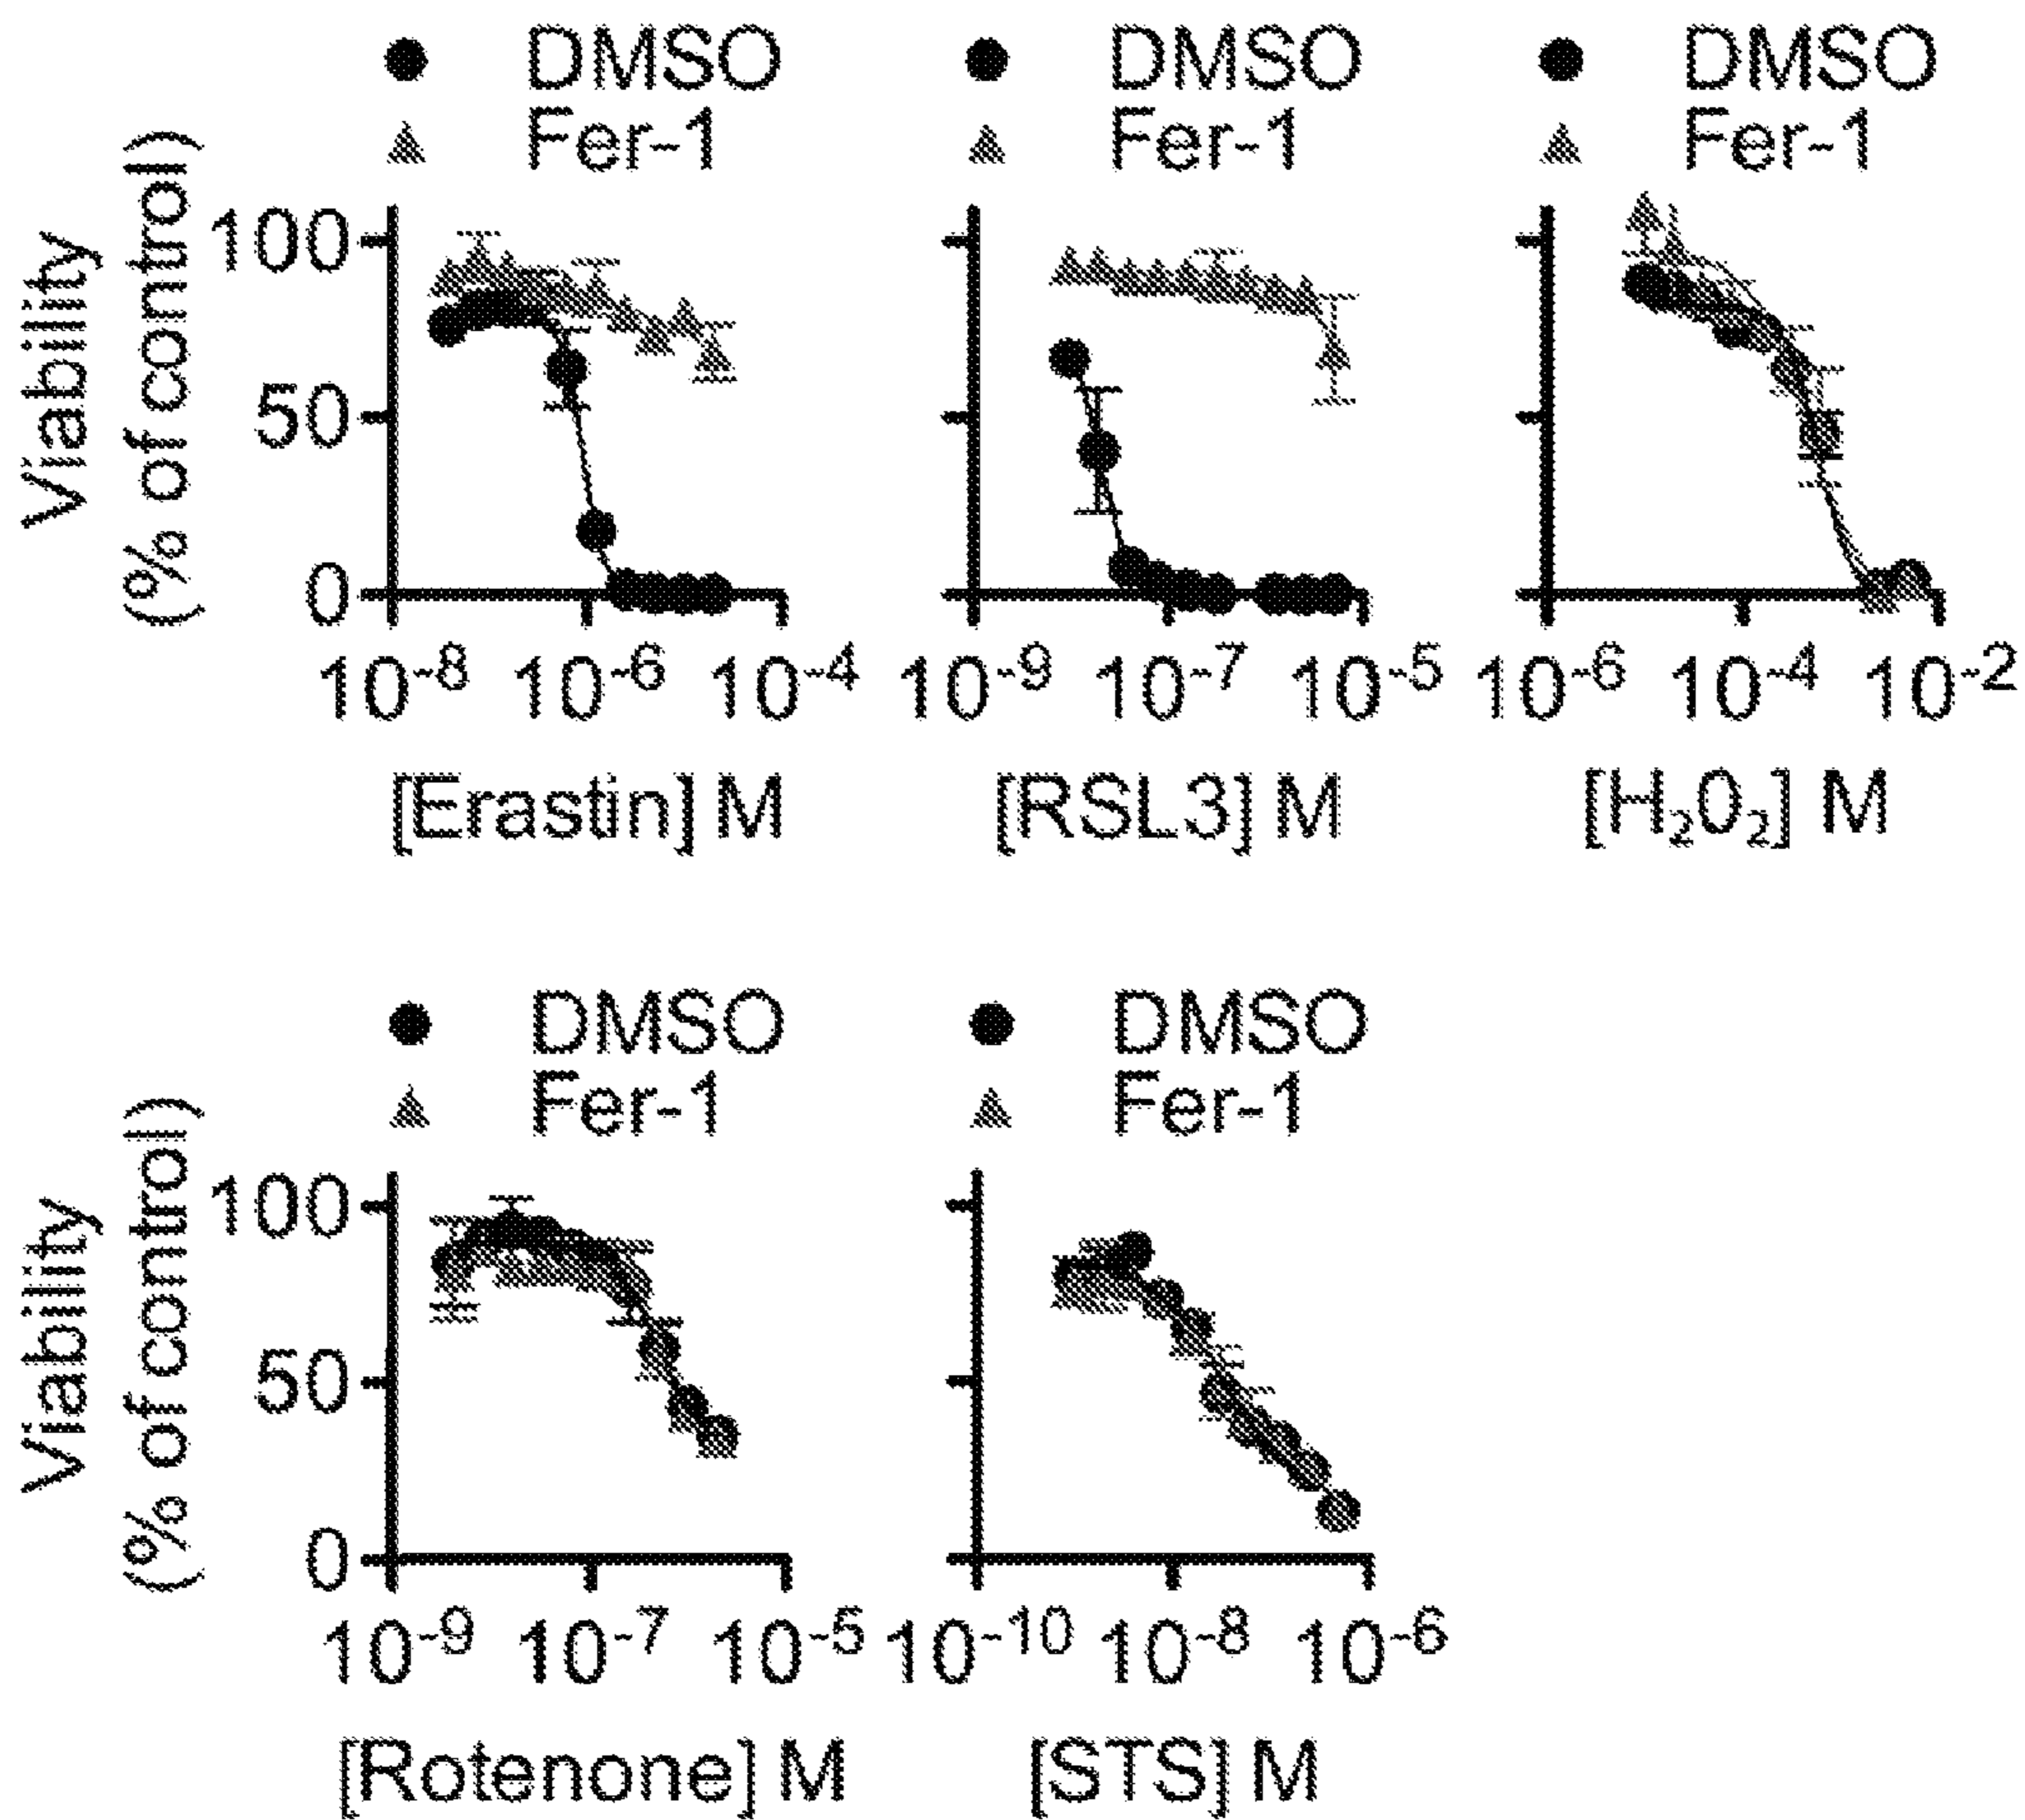 DMSO
Fer-1
DMSO
Fer-1
DMSO
Fer-1
Viability
(% of control)
100
50
0
10⁻⁸ 10⁻⁶ 10⁻⁴
10⁻⁹ 10⁻⁷ 10⁻⁵
10⁻⁶ 10⁻⁴ 10⁻²
[Erastin] M
[RSL3] M
[H₂0₂] M
DMSO
Fer-1
DMSO
Fer-1
Viability
(% of control)
100
50
0
10⁻⁹ 10⁻⁷ 10⁻⁵
10⁻¹⁰ 10⁻⁸ 10⁻⁶
[Rotenone] M
[STS] M